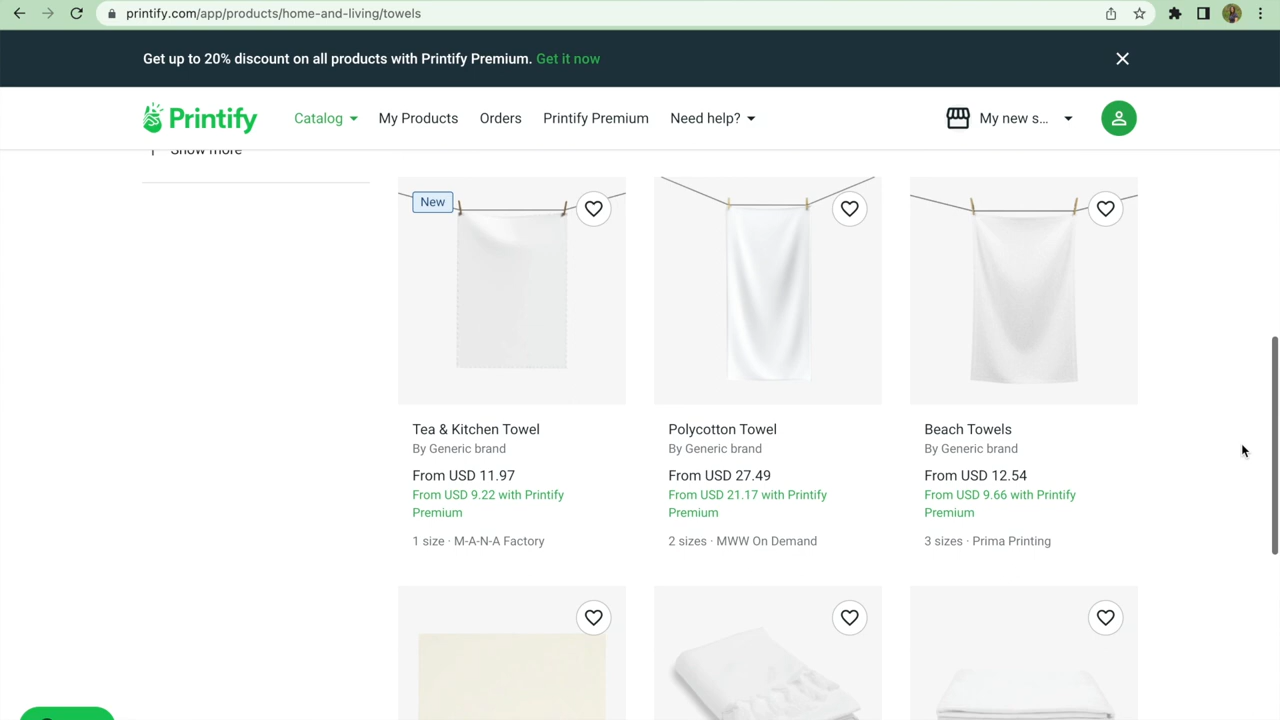 printify.com/app/products/home-and-living/towels
Get up to 20% discount on all products with Printify Premium. Get it now
Printify
Catalog
My Products
Orders
Printify Premium
Need help?
My new s...
Show more
New
Tea & Kitchen Towel
By Generic brand
From USD 11.97
From USD 9.22 with Printify
Premium
1 size · M-A-N-A Factory
Polycotton Towel
By Generic brand
From USD 27.49
From USD 21.17 with Printify
Premium
2 sizes · MWW On Demand
Beach Towels
By Generic brand
From USD 12.54
From USD 9.66 with Printify
Premium
3 sizes · Prima Printing